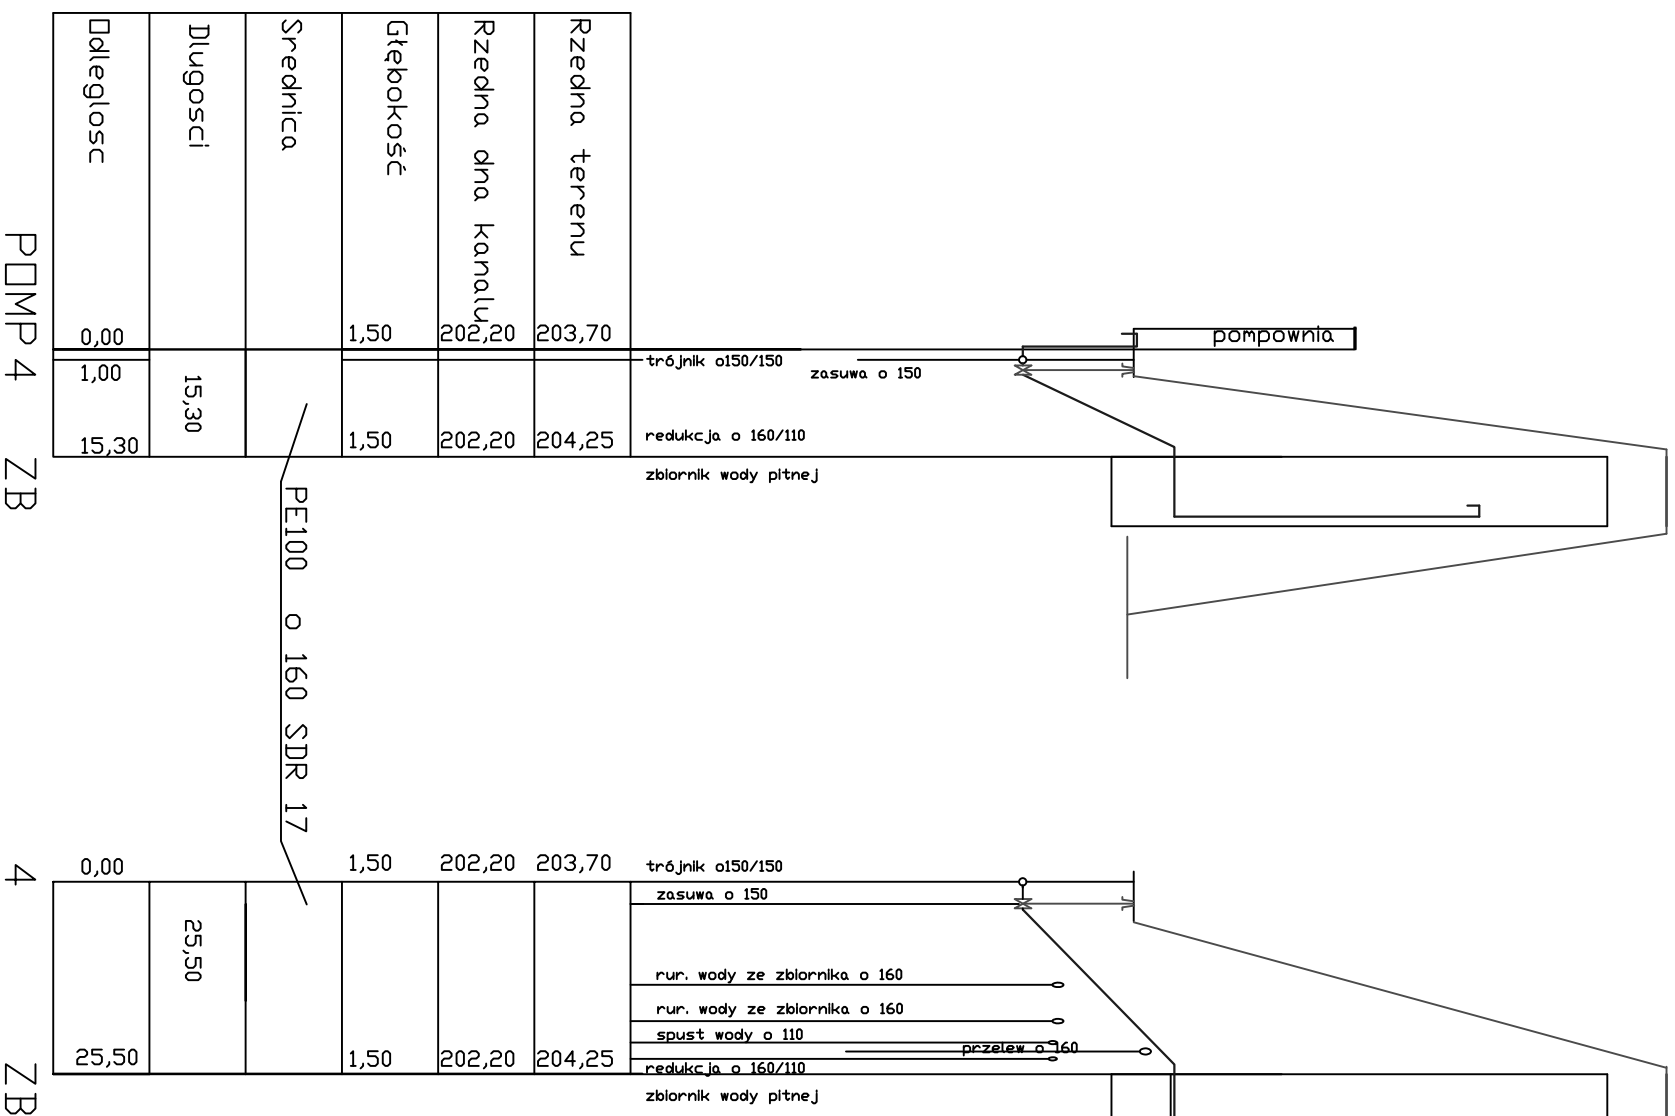 Rzedna terenu
Rzedna dna kanalu
Głębokość
Srednica
Dlugosci
Odleglosc
POMP 4 ZB
203,70
202,20
1,50
0,00
pompownia
trójnik o150/150
1,00
zasuwa o 150
15,30
204,25
202,20
1,50
15,30
redukcja o 160/110
zbiornik wody pitnej
PE100 o 160 SDR 17
4 ZB
203,70
202,20
1,50
0,00
trójnik o150/150
zasuwa o 150
25,50
rur. wody ze zbiornika o 160
rur. wody ze zbiornika o 160
spust wody o 110
przelew o 160
204,25
202,20
1,50
25,50
redukcja o 160/110
zbiornik wody pitnej